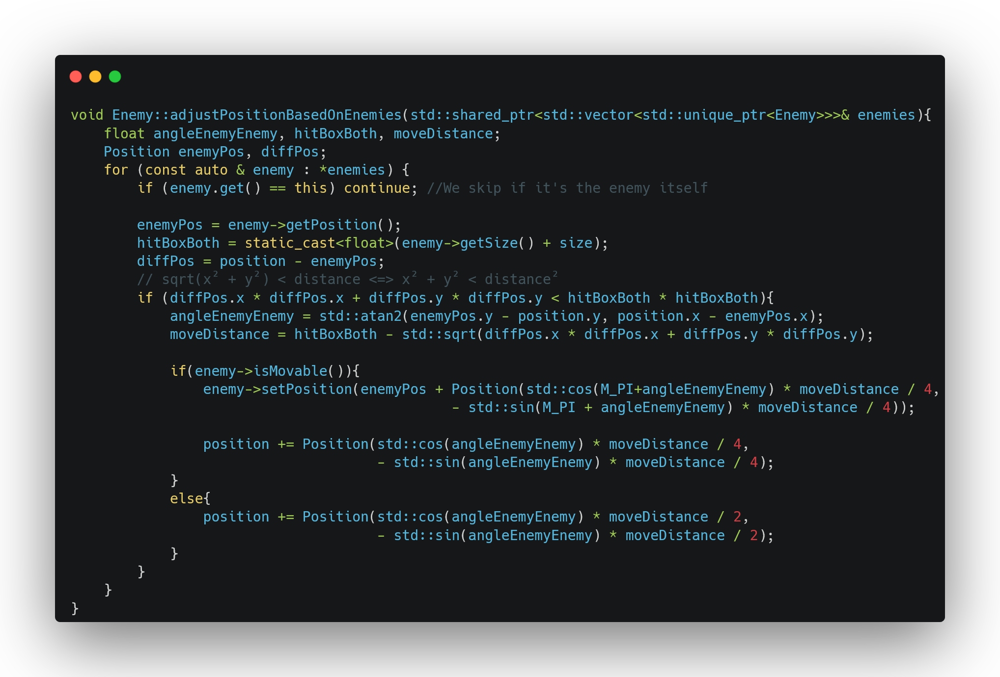 void Enemy::adjustPositionBasedOnEnemies(std::shared_ptr<std::vector<std::unique_ptr<Enemy>>>& enemies){
    float angleEnemyEnemy, hitBoxBoth, moveDistance;
    Position enemyPos, diffPos;
    for (const auto & enemy : *enemies) {
        if (enemy.get() == this) continue; //We skip if it's the enemy itself

        enemyPos = enemy->getPosition();
        hitBoxBoth = static_cast<float>(enemy->getSize() + size);
        diffPos = position - enemyPos;
        // sqrt(x² + y²) < distance <=> x² + y² < distance²
        if (diffPos.x * diffPos.x + diffPos.y * diffPos.y < hitBoxBoth * hitBoxBoth){
            angleEnemyEnemy = std::atan2(enemyPos.y - position.y, position.x - enemyPos.x);
            moveDistance = hitBoxBoth - std::sqrt(diffPos.x * diffPos.x + diffPos.y * diffPos.y);

            if(enemy->isMovable()){
                enemy->setPosition(enemyPos + Position(std::cos(M_PI+angleEnemyEnemy) * moveDistance / 4,
                                              - std::sin(M_PI + angleEnemyEnemy) * moveDistance / 4));

                position += Position(std::cos(angleEnemyEnemy) * moveDistance / 4,
                                     - std::sin(angleEnemyEnemy) * moveDistance / 4);
            }
            else{
                position += Position(std::cos(angleEnemyEnemy) * moveDistance / 2,
                                     - std::sin(angleEnemyEnemy) * moveDistance / 2);
            }
        }
    }
}